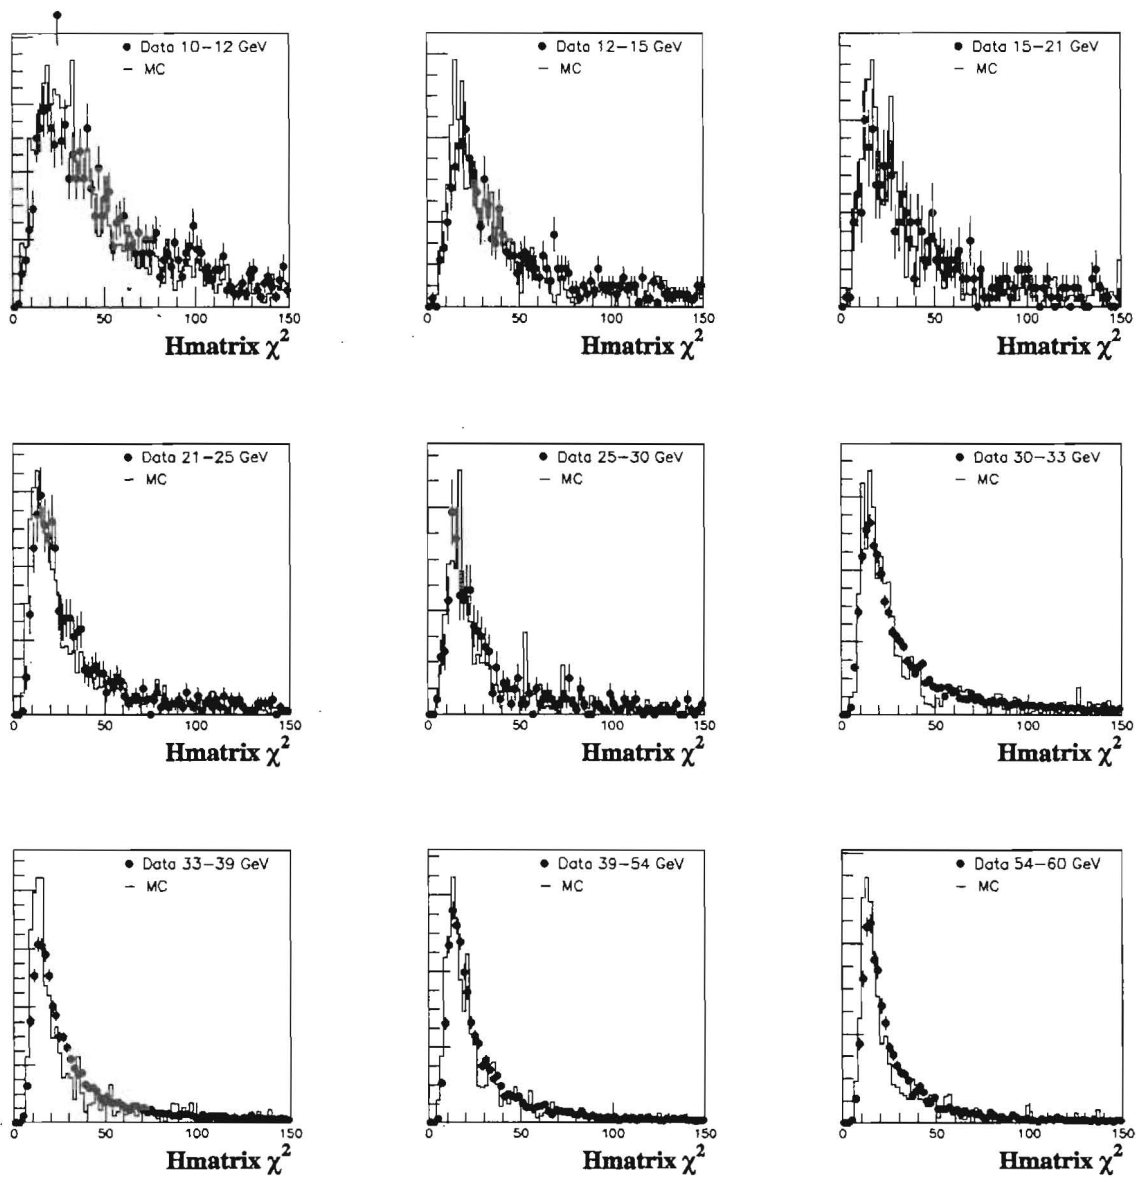 ● Data 10–12 GeV
– MC
0 50 100 150
Hmatrix χ²
● Data 12–15 GeV
– MC
0 50 100 150
Hmatrix χ²
● Data 15–21 GeV
– MC
0 50 100 150
Hmatrix χ²
● Data 21–25 GeV
– MC
0 50 100 150
Hmatrix χ²
● Data 25–30 GeV
– MC
0 50 100 150
Hmatrix χ²
● Data 30–33 GeV
– MC
0 50 100 150
Hmatrix χ²
● Data 33–39 GeV
– MC
0 50 100 150
Hmatrix χ²
● Data 39–54 GeV
– MC
0 50 100 150
Hmatrix χ²
● Data 54–60 GeV
– MC
0 50 100 150
Hmatrix χ²